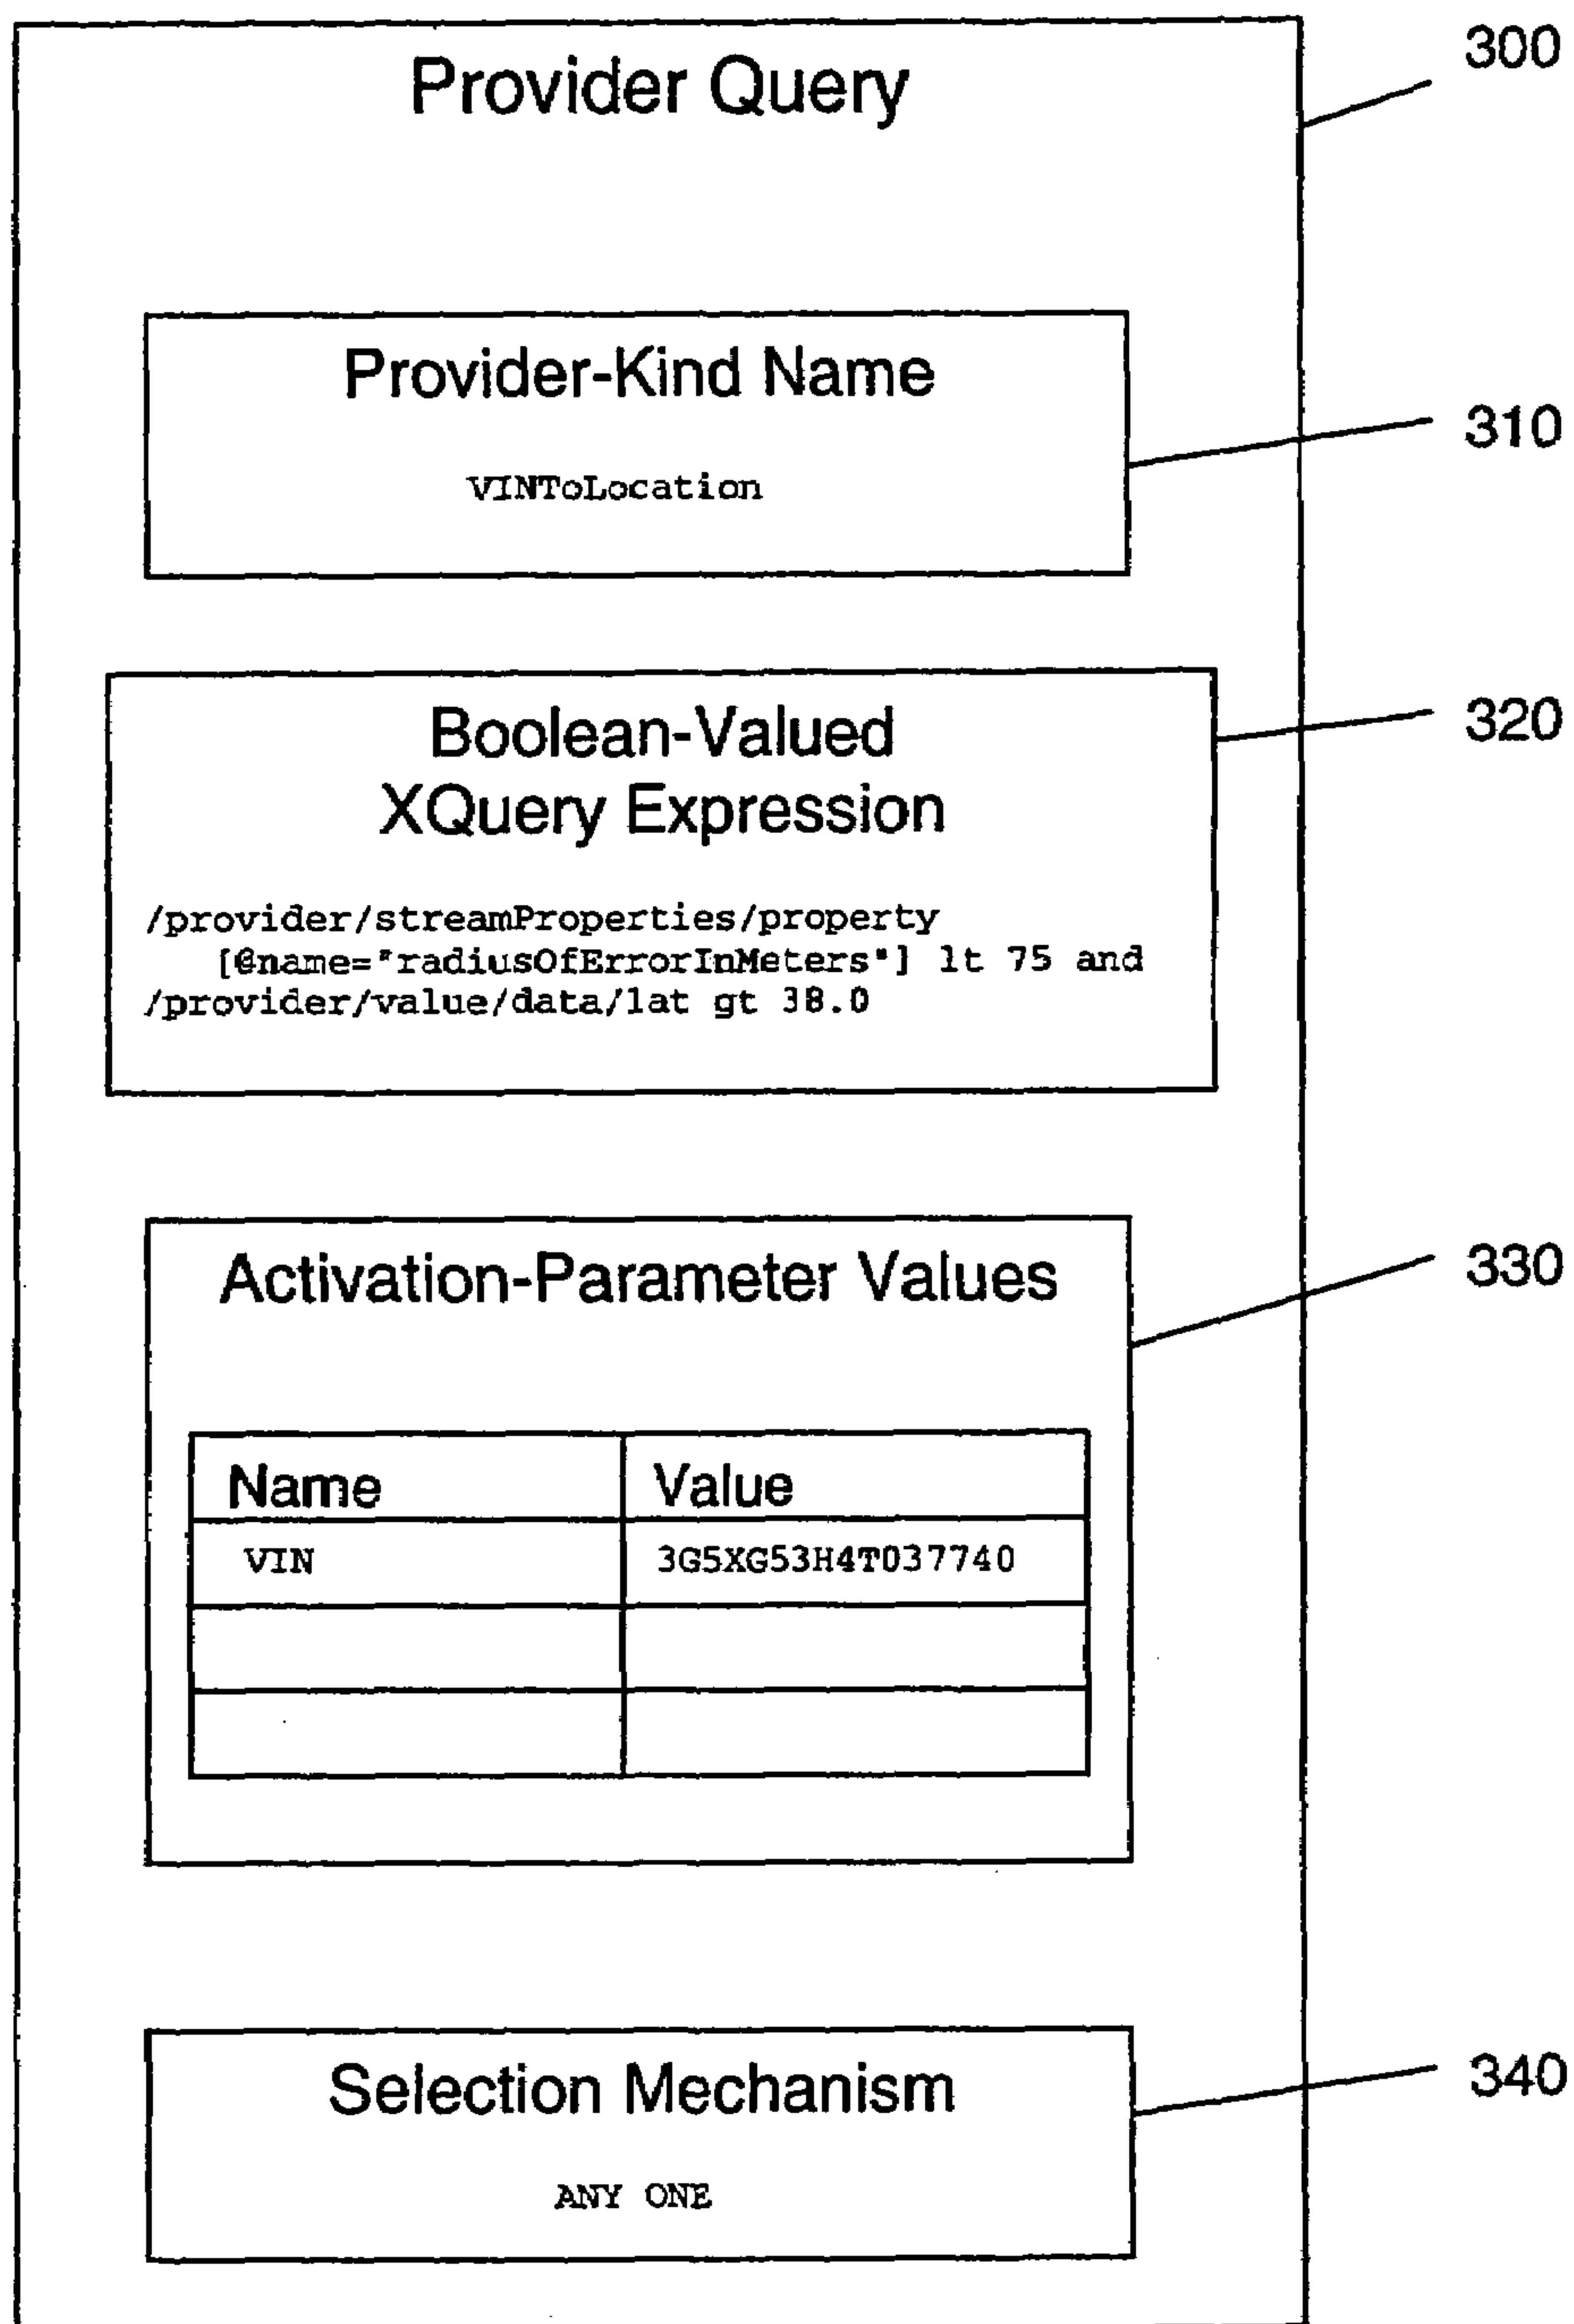 300
Provider Query
Provider-Kind Name
310
VINToLocation
320
Boolean-Valued
XQuery Expression
/provider/streamProperties/property
[@name="radiusOfErrorInMeters"] lt 75 and
/provider/value/data/lat gt 38.0
330
Activation-Parameter Values
Name Value
VIN 3G5XG53H4T037740
340
Selection Mechanism
ANY ONE